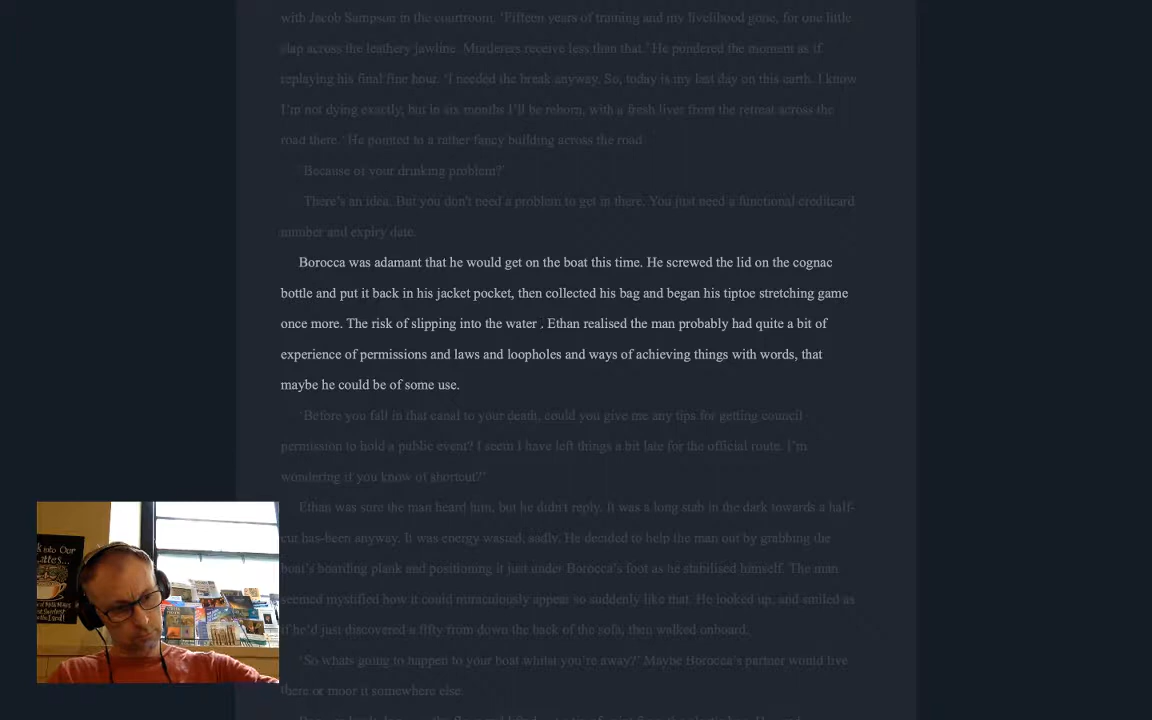 with Jacob Sampson in the courtroom. 'Fifteen years of training and my livelihood gone, for one little
slap across the leathery jawline. Murderers receive less than that.' He pondered the moment as if
replaying his final fine hour. 'I needed the break anyway. So, today is my last day on this earth. I know
I'm not dying exactly, but in six months I'll be reborn, with a fresh liver from the retreat across the
road there.' He pointed to a rather fancy building across the road.
'Because of your drinking problem?'
'There's an idea. But you don't need a problem to get in there. You just need a functional creditcard
number and expiry date.
Borocca was adamant that he would get on the boat this time. He screwed the lid on the cognac
bottle and put it back in his jacket pocket, then collected his bag and began his tiptoe stretching game
once more. The risk of slipping into the water . Ethan realised the man probably had quite a bit of
experience of permissions and laws and loopholes and ways of achieving things with words, that
maybe he could be of some use.
'Before you fall in that canal to your death, could you give me any tips for getting council
permission to hold a public event? I seem I have left things a bit late for the official route. I'm
wondering if you know of shortcut?'
Ethan was sure the man heard him, but he didn't reply. It was a long stab in the dark towards a half-
cut has-been anyway. It was energy wasted, sadly. He decided to help the man out by grabbing the
boat's boarding plank and positioning it just under Borocca's foot as he stabilised himself. The man
seemed mystified how it could miraculously appear so suddenly like that. He looked up, and smiled as
if he'd just discovered a fifty from down the back of the sofa, then walked onboard.
'So whats going to happen to your boat whilst you're away?' Maybe Borocca's partner would live
there or moor it somewhere else.
into Our